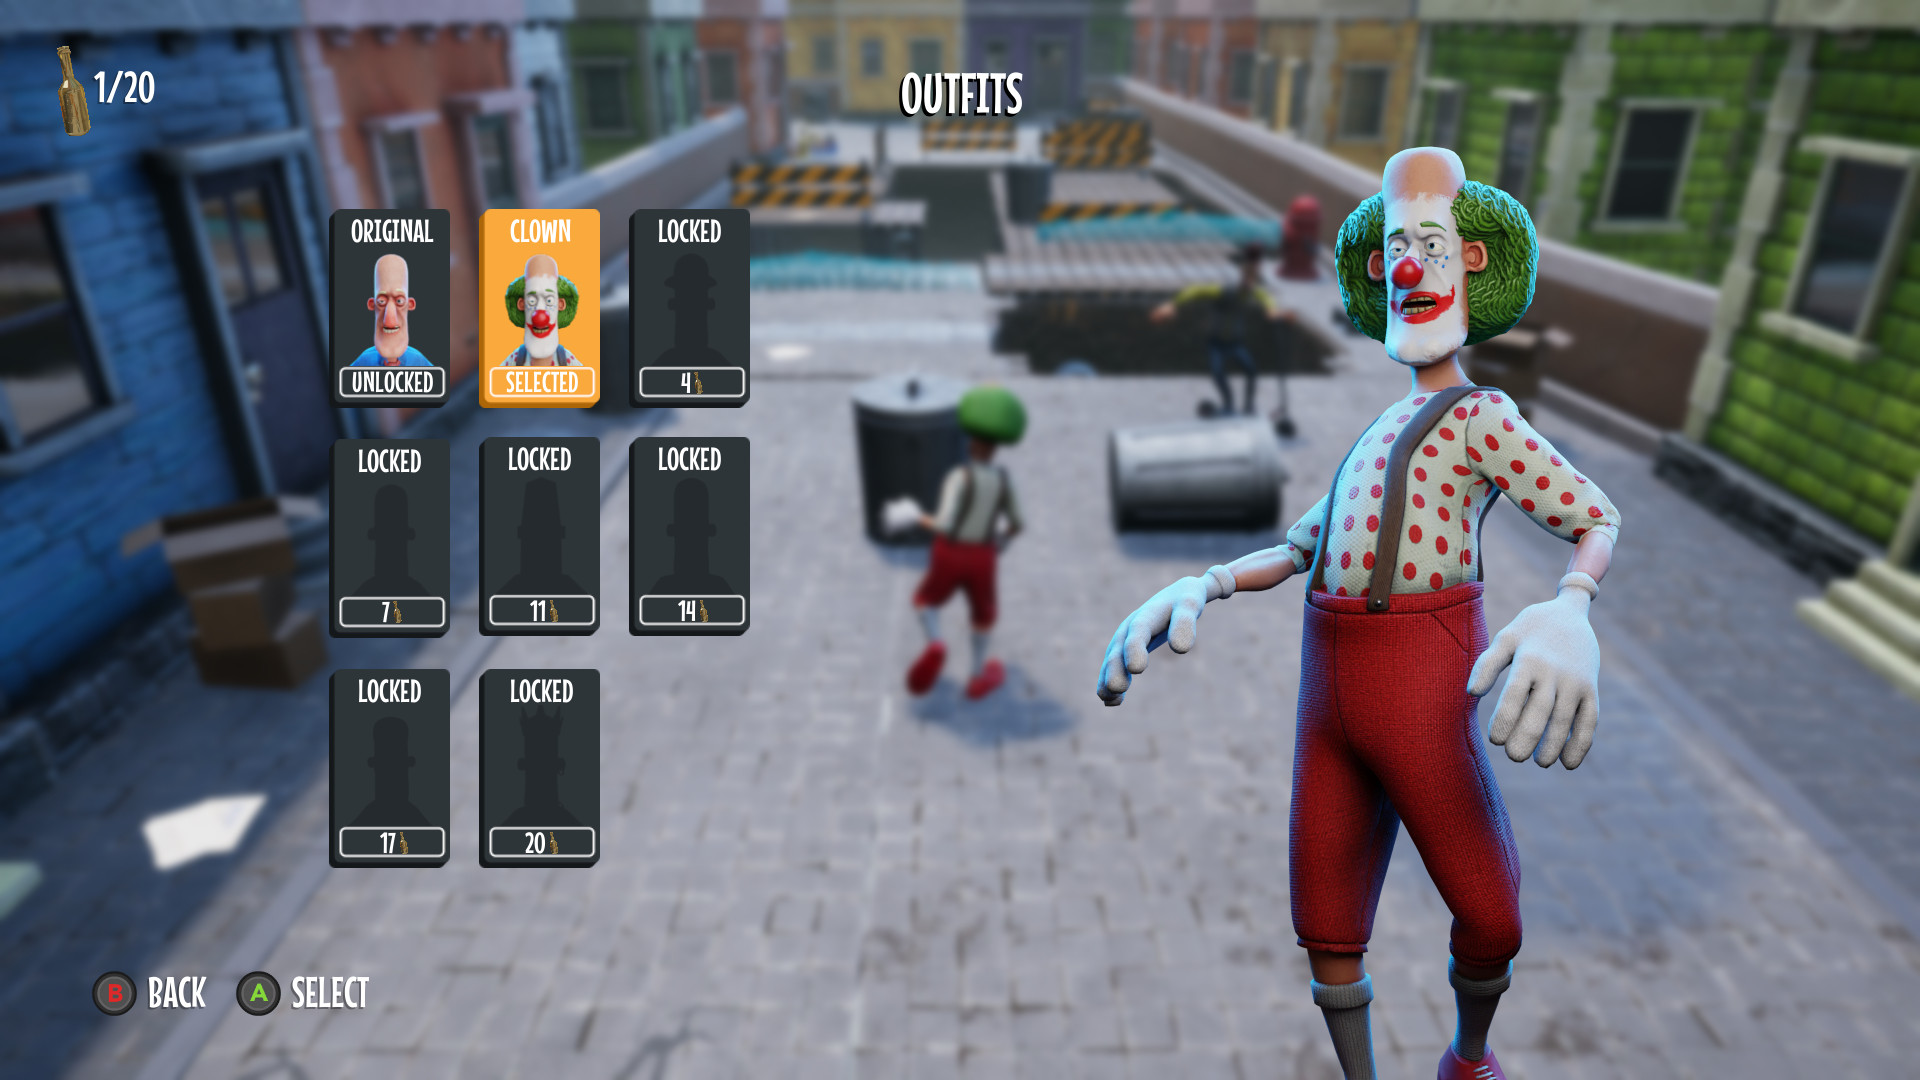 1/20
OUTFITS
ORIGINAL
UNLOCKED
CLOWN
SELECTED
LOCKED
4
LOCKED
7
LOCKED
11
LOCKED
14
LOCKED
17
LOCKED
20
B BACK
A SELECT